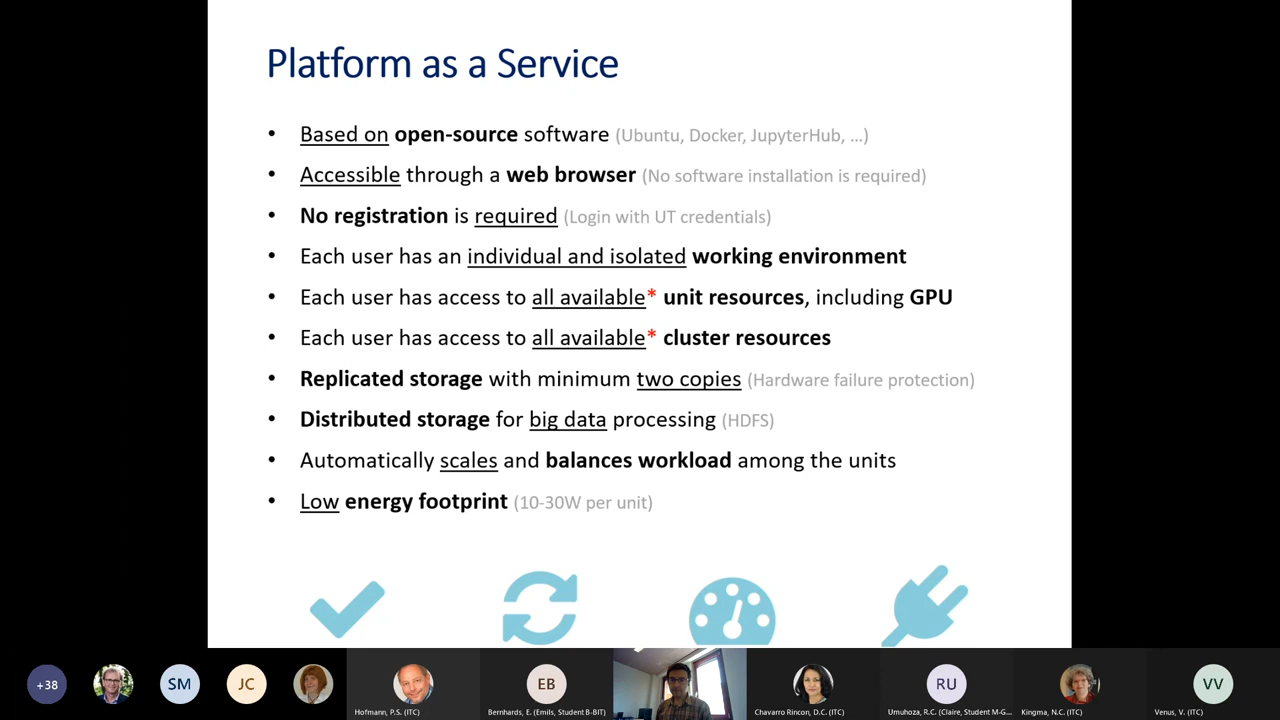 Platform as a Service
• Based on open-source software (Ubuntu, Docker, JupyterHub, ...)
• Accessible through a web browser (No software installation is required)
• No registration is required (Login with UT credentials)
• Each user has an individual and isolated working environment
• Each user has access to all available* unit resources, including GPU
• Each user has access to all available* cluster resources
• Replicated storage with minimum two copies (Hardware failure protection)
• Distributed storage for big data processing (HDFS)
• Automatically scales and balances workload among the units
• Low energy footprint (10-30W per unit)
+38
SM
JC
EB
RU
VV
Hofmann, P.S. (ITC)
Bernhards, E. (Emils, Student B-BIT)
Chavarro Rincon, D.C. (ITC)
Umuhoza, R.C. (Claire, Student M-G...
Kingma, N.C. (ITC)
Venus, V. (ITC)